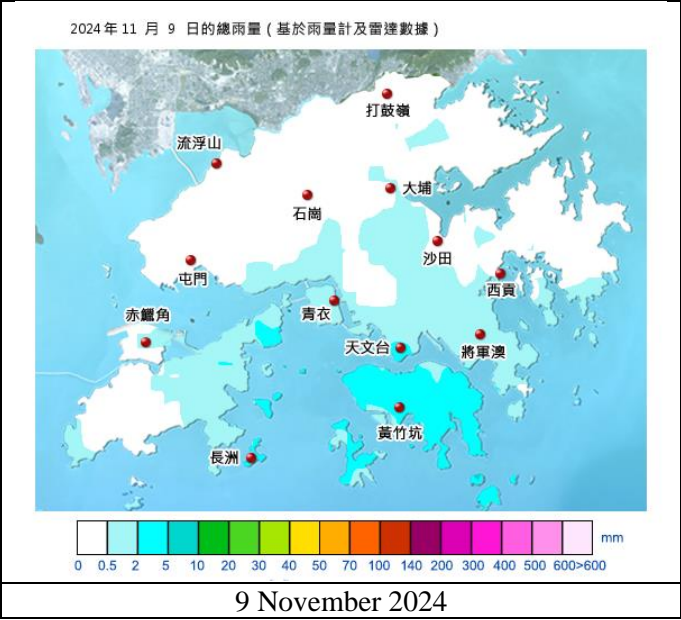 2024 年 11 月 9 日的總雨量 ( 基於雨量計及雷達數據 )
打鼓嶺
流浮山
大埔
石崗
沙田
屯門
西貢
青衣
赤鱲角
天文台
將軍澳
黃竹坑
長洲
mm
0 0.5 2 5 10 20 30 40 50 70 100 140 200 300 400 500 600>600
9 November 2024